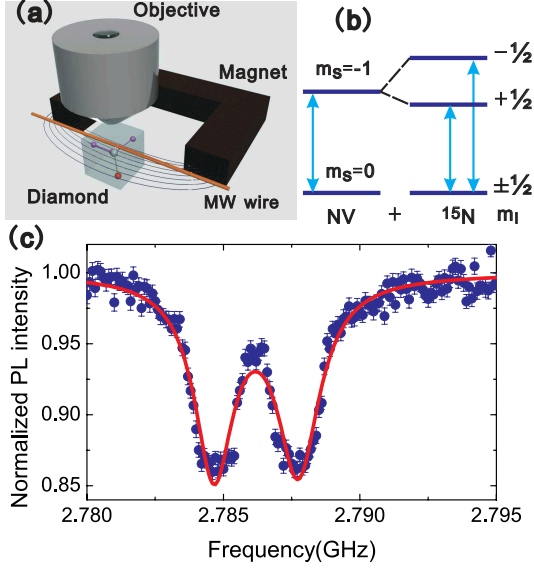 (a)
Objective
Magnet
Diamond
MW wire
(b)
mₛ=-1
−½
+½
mₛ=0
±½
NV + ¹⁵N mI
(c)
Normalized PL intensity
1.00
0.95
0.90
0.85
2.780 2.785 2.790 2.795
Frequency(GHz)